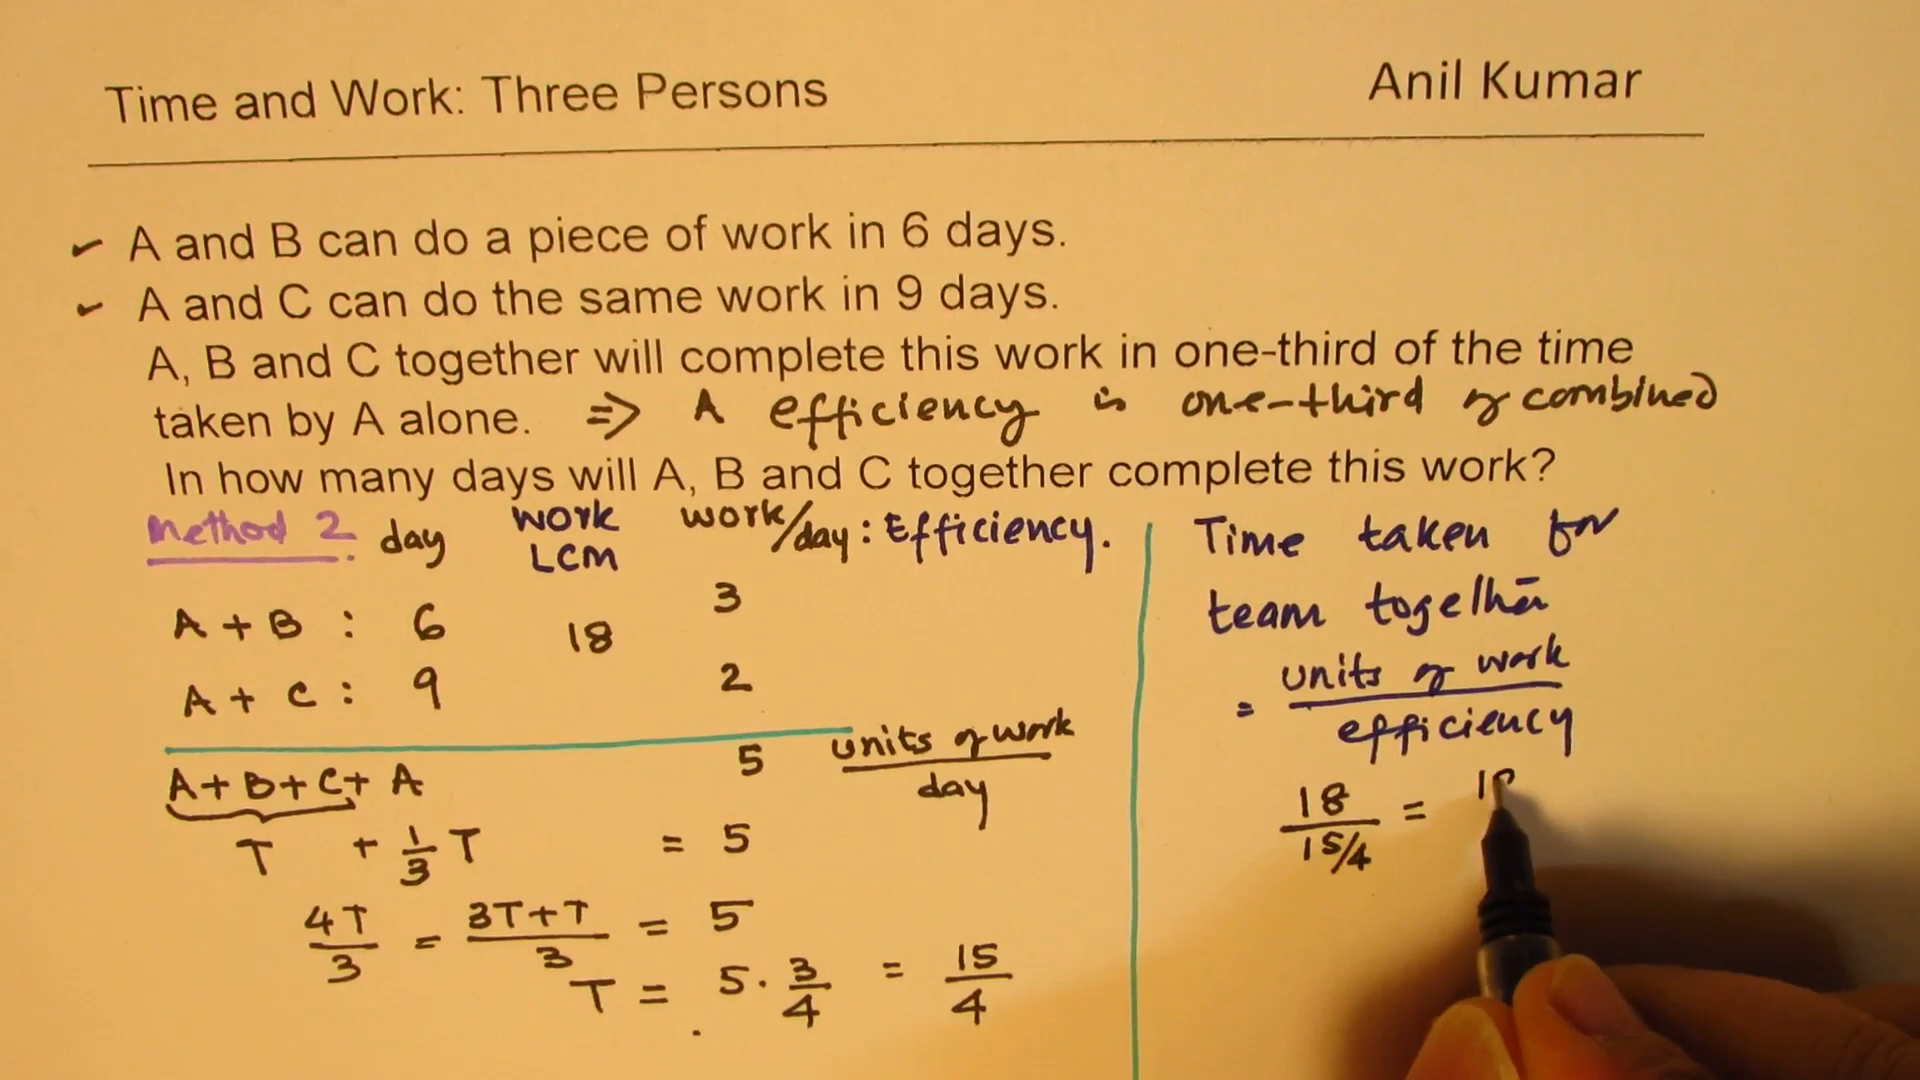 Time and Work: Three Persons
Anil Kumar
✓ A and B can do a piece of work in 6 days.
✓ A and C can do the same work in 9 days.
A, B and C together will complete this work in one-third of the time
taken by A alone. => A efficiency is one-third of combined
In how many days will A, B and C together complete this work?
Method 2. day WORK LCM work/day : Efficiency.
A + B : 6 18 3
A + C : 9 2
A + B + C + A 5 units of work/day
T + 1/3 T = 5
4T/3 = 3T+T/3 = 5
T = 5 · 3/4 = 15/4
Time taken for
team together
= units of work/efficiency
18/15/4 =